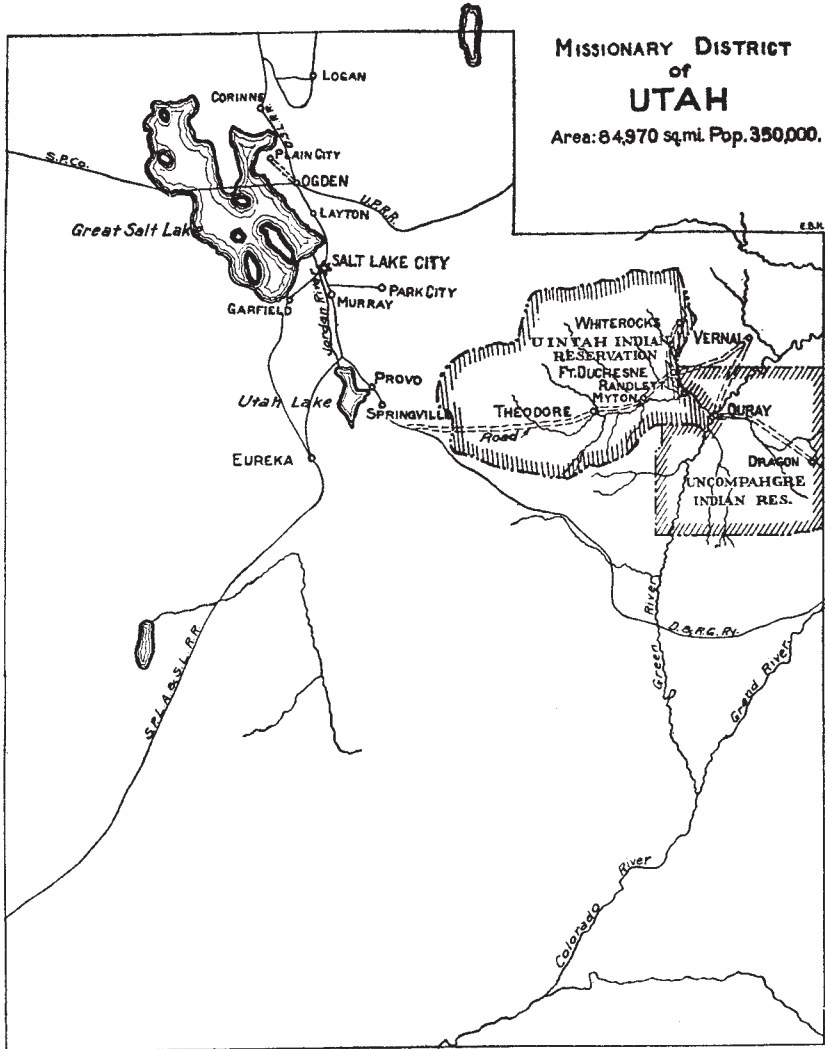 MISSIONARY DISTRICT
of
UTAH
Area: 84,970 sq.mi. Pop. 350,000.
LOGAN
CORINNE
O.S.L.R.R.
PLAIN CITY
S.P.Co.
OGDEN
U.P.R.R.
LAYTON
Great Salt Lake
E.B.H.
SALT LAKE CITY
PARK CITY
GARFIELD
MURRAY
Jordan River
WHITEROCKS
VERNAL
UINTAH INDIAN
RESERVATION
FT. DUCHESNE
RANDLETT
MYTON
PROVO
Utah Lake
SPRINGVILLE
THEODORE
OURAY
Road
EUREKA
DRAGON
UNCOMPAHGRE
INDIAN RES.
Green River
D.&R.G.Ry.
Grand River
S.P.L.A.&S.L.R.R.
Colorado River